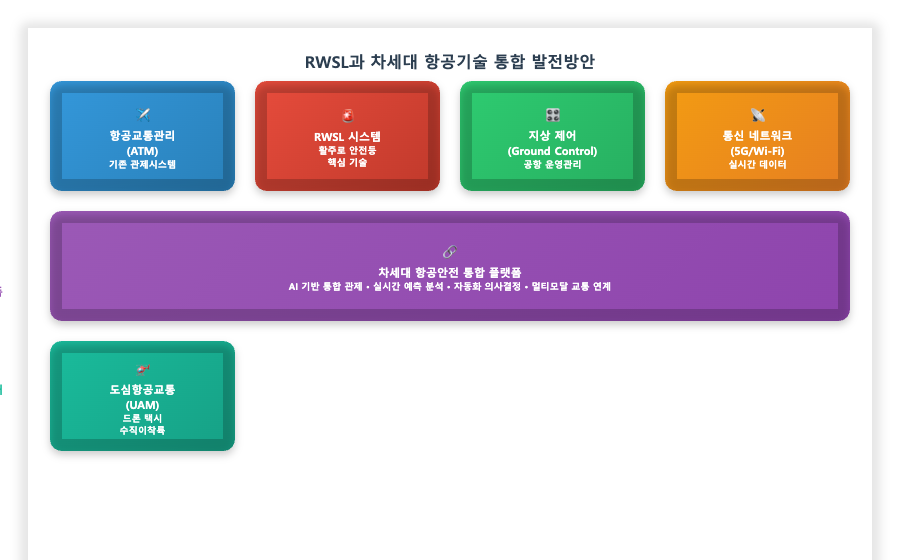 RWSL과 차세대 항공기술 통합 발전방안
항공교통관리
(ATM)
기존 관제시스템
RWSL 시스템
활주로 안전등
핵심 기술
지상 제어
(Ground Control)
공항 운영관리
통신 네트워크
(5G/Wi-Fi)
실시간 데이터
차세대 항공안전 통합 플랫폼
AI 기반 통합 관제 • 실시간 예측 분석 • 자동화 의사결정 • 멀티모달 교통 연계
도심항공교통
(UAM)
드론 택시
수직이착륙